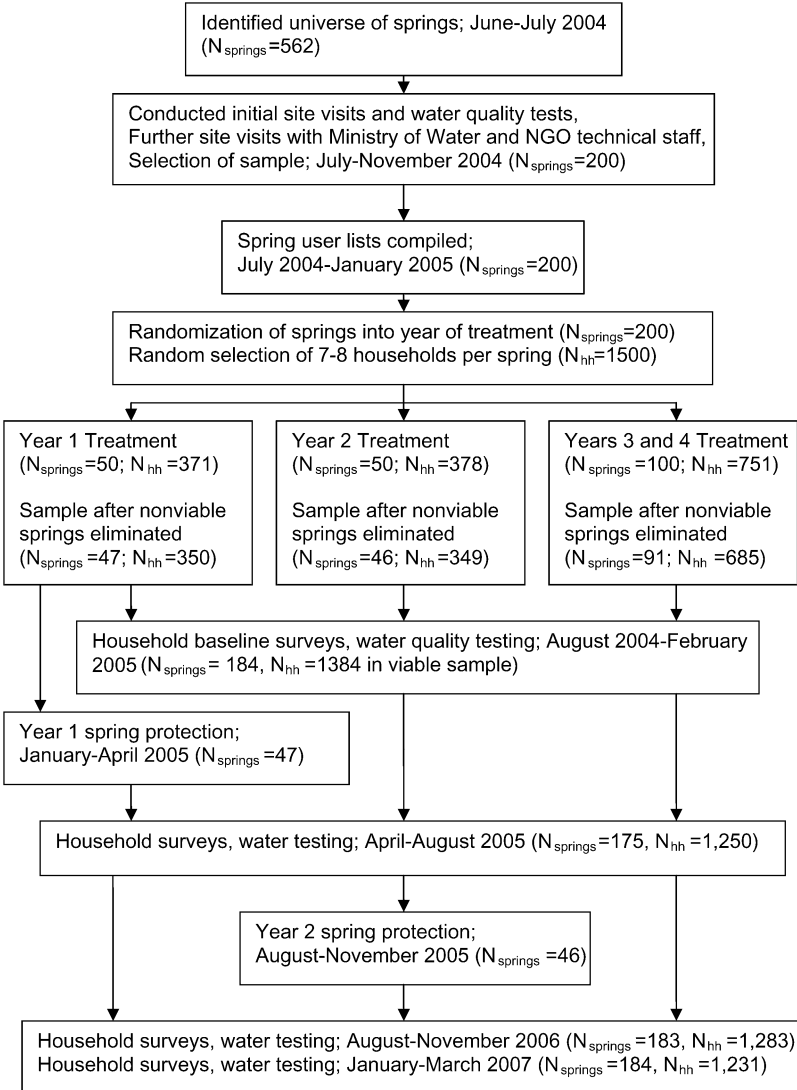 Identified universe of springs; June-July 2004
(Nsprings=562)
Conducted initial site visits and water quality tests,
Further site visits with Ministry of Water and NGO technical staff,
Selection of sample; July-November 2004 (Nsprings=200)
Spring user lists compiled;
July 2004-January 2005 (Nsprings=200)
Randomization of springs into year of treatment (Nsprings=200)
Random selection of 7-8 households per spring (Nhh=1500)
Year 1 Treatment
(Nsprings=50; Nhh=371)
Sample after nonviable
springs eliminated
(Nsprings=47; Nhh=350)
Year 2 Treatment
(Nsprings=50; Nhh=378)
Sample after nonviable
springs eliminated
(Nsprings=46; Nhh=349)
Years 3 and 4 Treatment
(Nsprings=100; Nhh=751)
Sample after nonviable
springs eliminated
(Nsprings=91; Nhh =685)
Household baseline surveys, water quality testing; August 2004-February
2005 (Nsprings= 184, Nhh=1384 in viable sample)
Year 1 spring protection;
January-April 2005 (Nsprings =47)
Household surveys, water testing; April-August 2005 (Nsprings=175, Nhh =1,250)
Year 2 spring protection;
August-November 2005 (Nsprings =46)
Household surveys, water testing; August-November 2006 (Nsprings=183, Nhh=1,283)
Household surveys, water testing; January-March 2007 (Nsprings=184, Nhh=1,231)